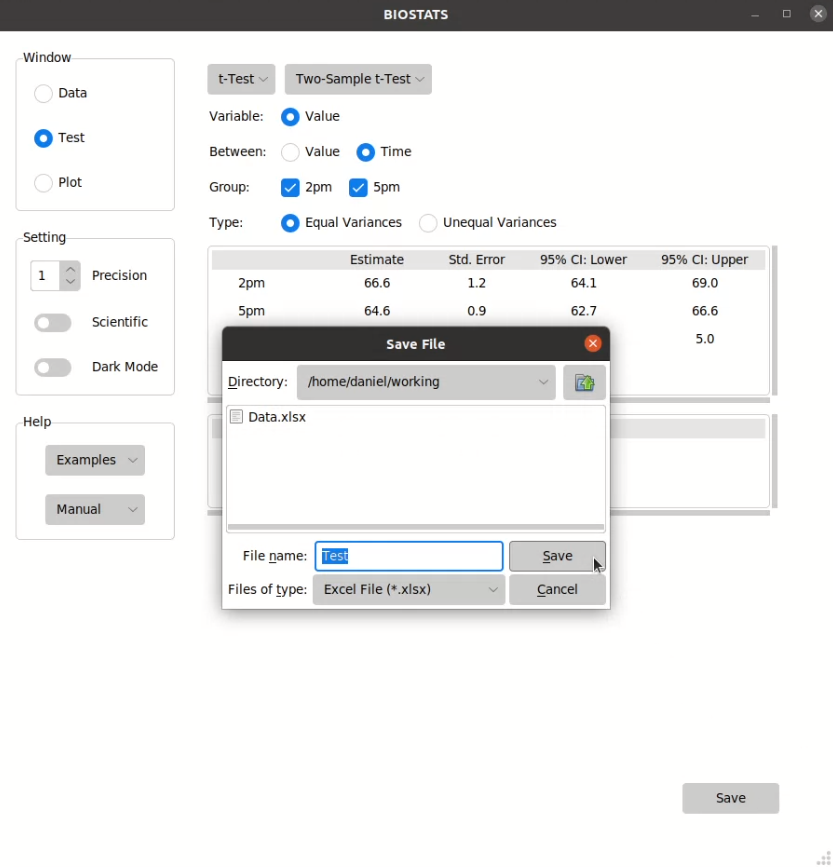 BIOSTATS
Window
Data
Test
Plot
Setting
1 Precision
Scientific
Dark Mode
Help
Examples
Manual
t-Test Two-Sample t-Test
Variable: Value
Between: Value Time
Group: 2pm 5pm
Type: Equal Variances Unequal Variances
Estimate Std. Error 95% CI: Lower 95% CI: Upper
2pm 66.6 1.2 64.1 69.0
5pm 64.6 0.9 62.7 66.6
5.0
Save File
Directory: /home/daniel/working
Data.xlsx
File name: Test Save
Files of type: Excel File (*.xlsx) Cancel
Save